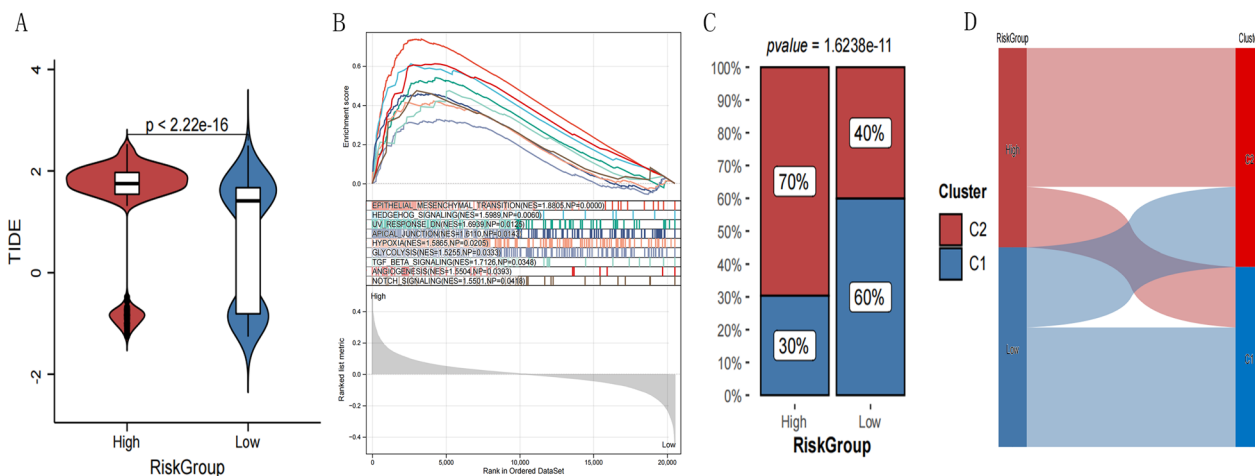 A
TIDE
4
2
0
-2
p < 2.22e-16
High
Low
RiskGroup
B
Enrichment score
0.6
0.4
0.2
0.0
EPITHELIAL_MESENCHYMAL_TRANSITION(NES=1.8805,NP=0.0000)
HEDGEHOG_SIGNALING(NES=1.5989,NP=0.0060)
UV_RESPONSE_DN(NES=1.6939,NP=0.0125)
APICAL_JUNCTION(NES=1.6110,NP=0.0143)
HYPOXIA(NES=1.5865,NP=0.0205)
GLYCOLYSIS(NES=1.5255,NP=0.0333)
TGF_BETA_SIGNALING(NES=1.7126,NP=0.0348)
ANGIOGENESIS(NES=1.5504,NP=0.0393)
NOTCH_SIGNALING(NES=1.5501,NP=0.0418)
High
Ranked list metric
0.4
0.2
0.0
−0.2
−0.4
Low
0
5,000
10,000
15,000
20,000
Rank in Ordered DataSet
C
pvalue = 1.6238e-11
100%
90%
80%
70%
60%
50%
40%
30%
20%
10%
0%
70%
30%
40%
60%
High
Low
RiskGroup
Cluster
C2
C1
D
RiskGroup
Cluste
High
Low